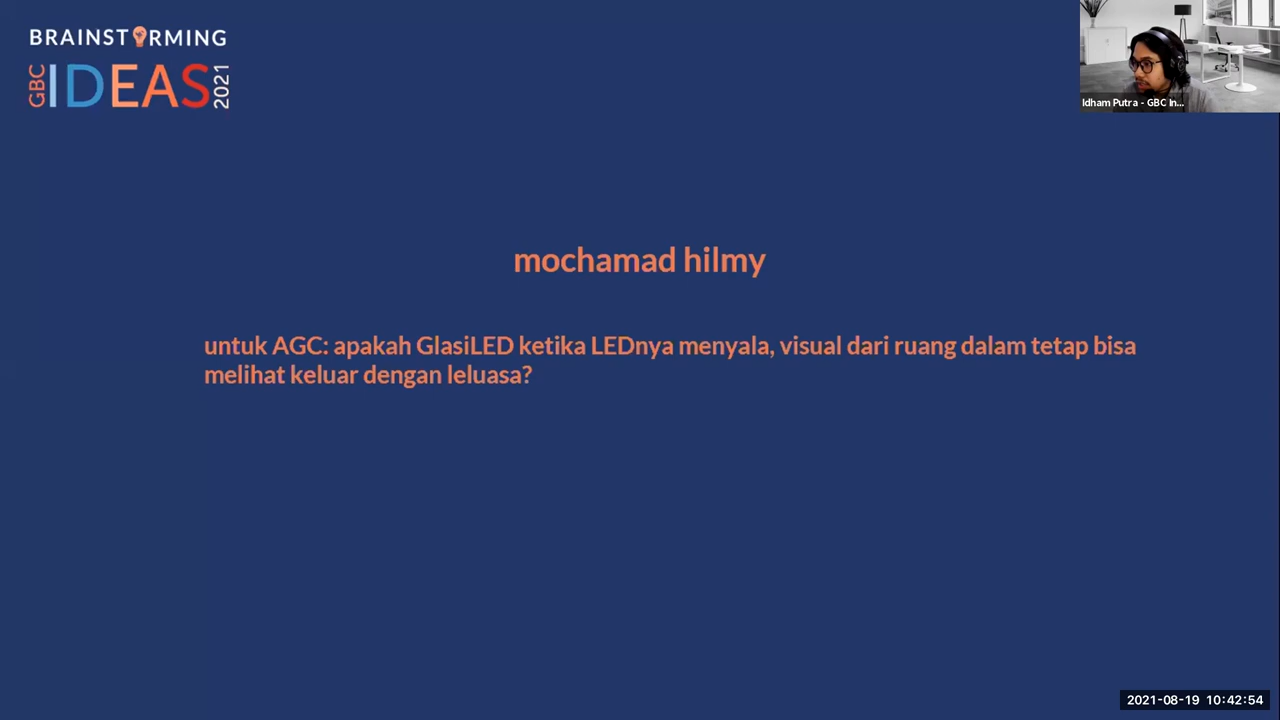 BRAINSTORMING
GBC IDEAS 2021
Idham Putra - GBC In...
mochamad hilmy
untuk AGC: apakah GlasiLED ketika LEDnya menyala, visual dari ruang dalam tetap bisa
melihat keluar dengan leluasa?
2021-08-19 10:42:54